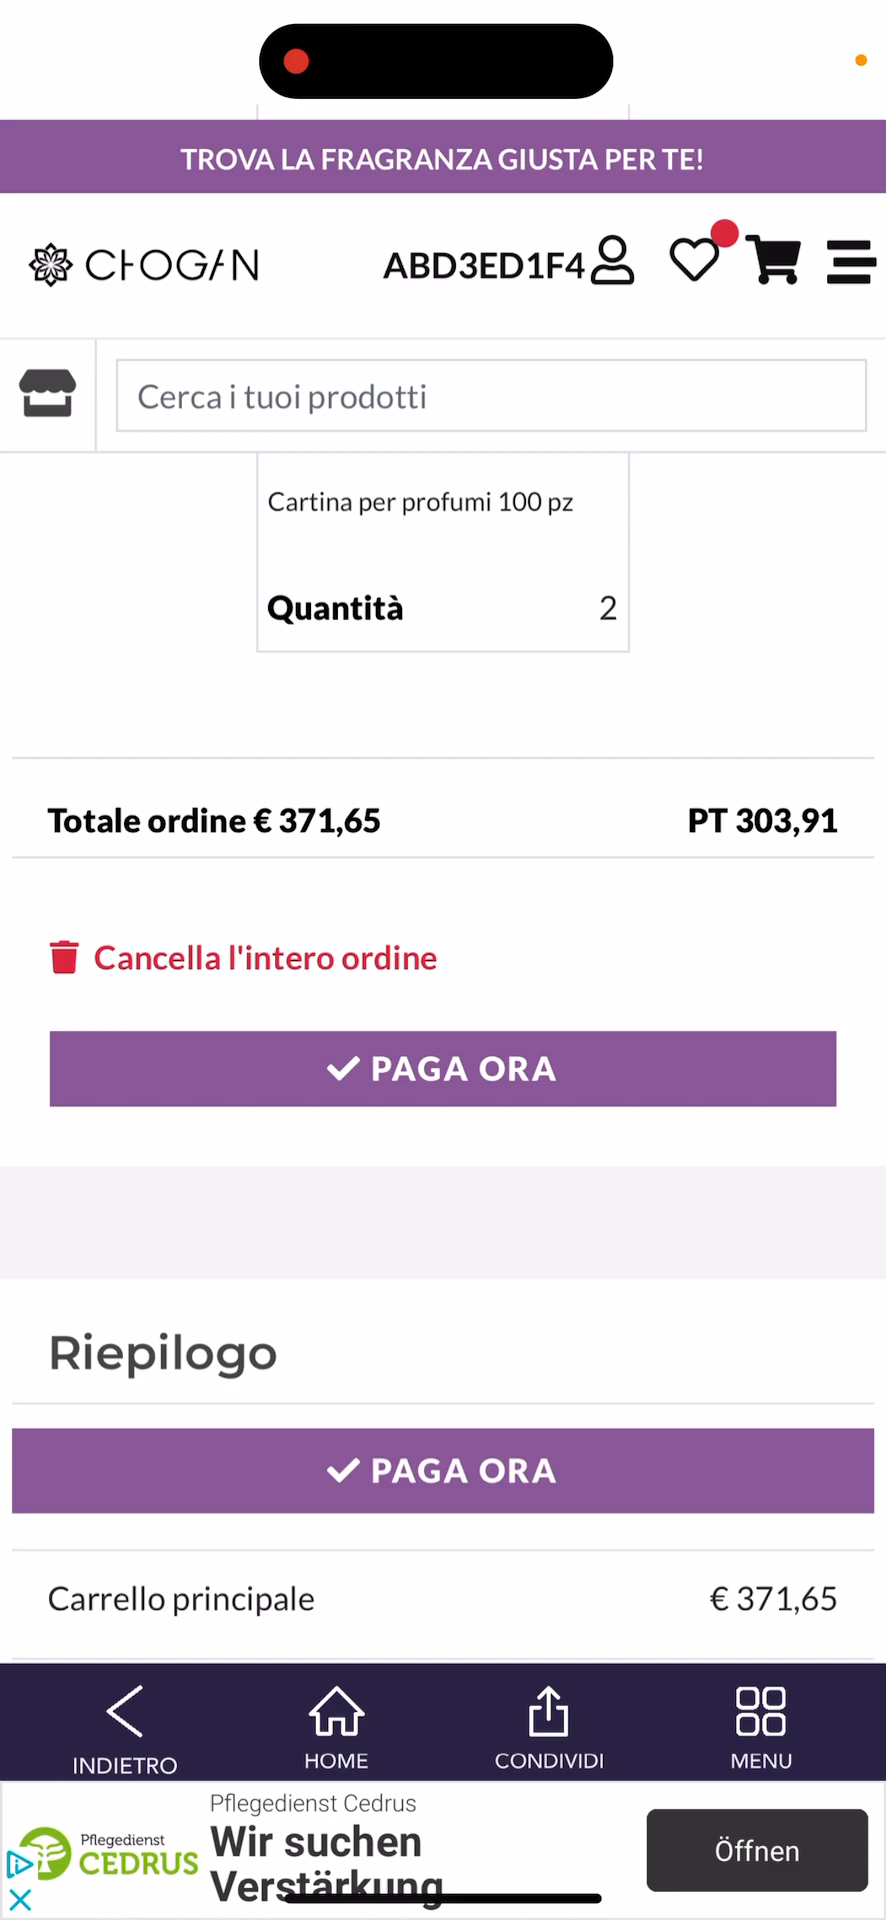 TROVA LA FRAGRANZA GIUSTA PER TE!
CHOGAN
ABD3ED1F4
Cerca i tuoi prodotti
Cartina per profumi 100 pz
Quantità 2
Totale ordine € 371,65 PT 303,91
Cancella l'intero ordine
PAGA ORA
Riepilogo
PAGA ORA
Carrello principale € 371,65
INDIETRO HOME CONDIVIDI MENU
Pflegedienst Cedrus
Pflegedienst
CEDRUS
Wir suchen
Verstärkung
Öffnen